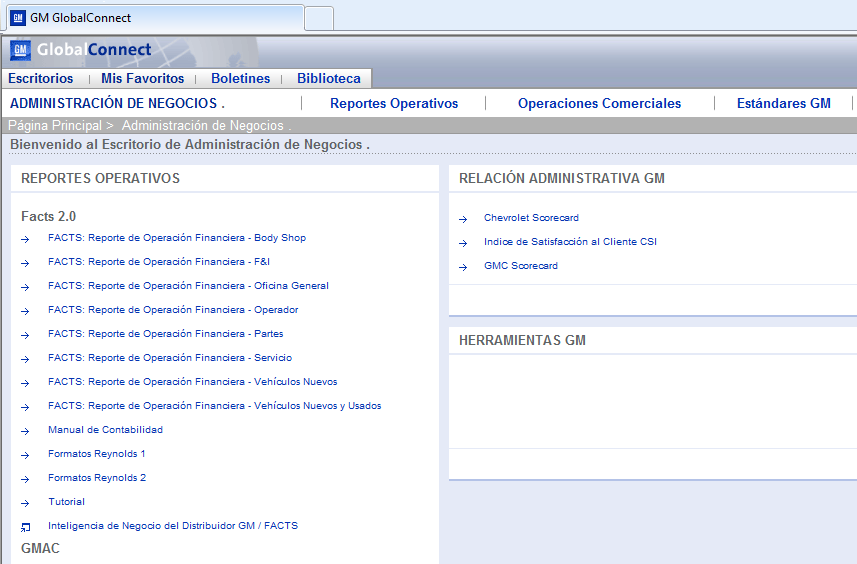 GM GlobalConnect
GM GlobalConnect
Escritorios | Mis Favoritos | Boletines | Biblioteca
ADMINISTRACIÓN DE NEGOCIOS . | Reportes Operativos | Operaciones Comerciales | Estándares GM |
Página Principal > Administración de Negocios .
Bienvenido al Escritorio de Administración de Negocios .
REPORTES OPERATIVOS
Facts 2.0
FACTS: Reporte de Operación Financiera - Body Shop
FACTS: Reporte de Operación Financiera - F&I
FACTS: Reporte de Operación Financiera - Oficina General
FACTS: Reporte de Operación Financiera - Operador
FACTS: Reporte de Operación Financiera - Partes
FACTS: Reporte de Operación Financiera - Servicio
FACTS: Reporte de Operación Financiera - Vehículos Nuevos
FACTS: Reporte de Operación Financiera - Vehículos Nuevos y Usados
Manual de Contabilidad
Formatos Reynolds 1
Formatos Reynolds 2
Tutorial
Inteligencia de Negocio del Distribuidor GM / FACTS
GMAC
RELACIÓN ADMINISTRATIVA GM
Chevrolet Scorecard
Indice de Satisfacción al Cliente CSI
GMC Scorecard
HERRAMIENTAS GM